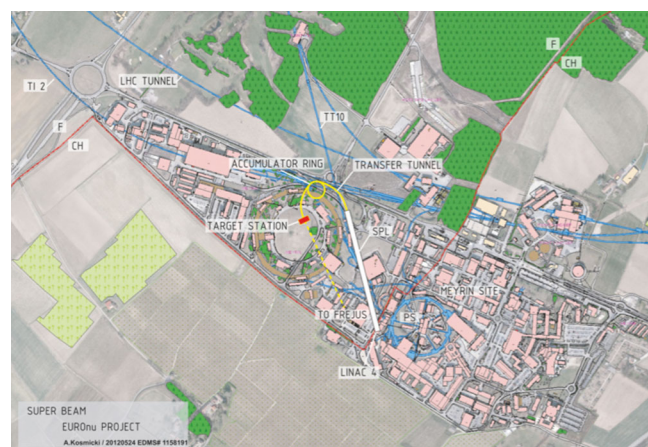 F
CH
TI 2
LHC TUNNEL
TT10
F
CH
ACCUMULATOR RING
TRANSFER TUNNEL
TARGET STATION
SPL
MEYRIN SITE
TO FREJUS
PS
LINAC 4
SUPER BEAM
EUROnu PROJECT
A.Kosmicki / 20120524 EDMS# 1158191